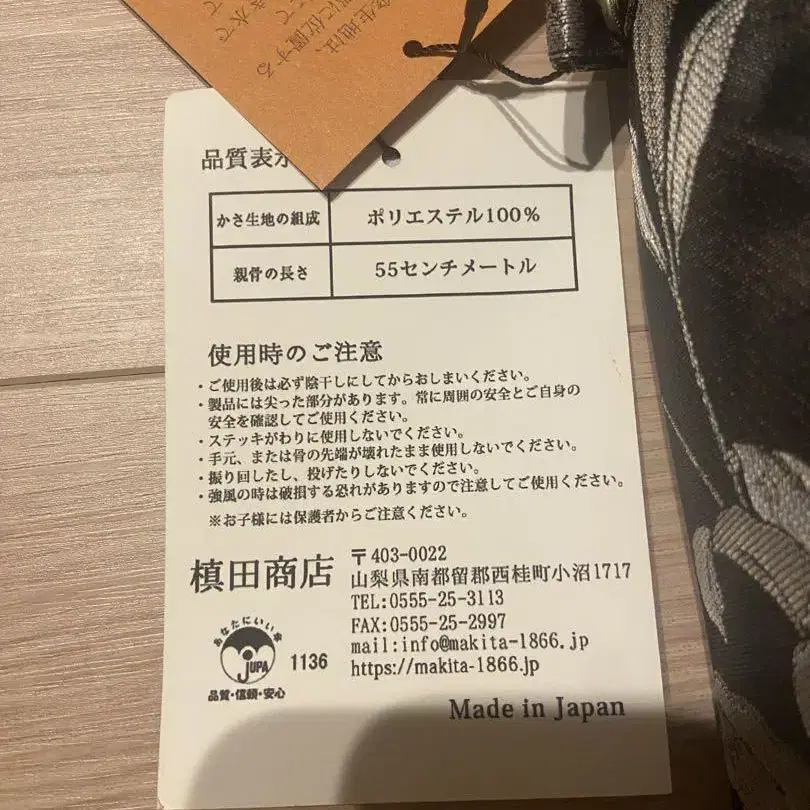 品質表示
かさ生地の組成 ポリエステル100%
親骨の長さ 55センチメートル
使用時のご注意
・ご使用後は必ず陰干しにしてからおしまいください。
・製品には尖った部分があります。常に周囲の安全とご自身の
安全を確認してご使用ください。
・ステッキがわりに使用しないでください。
・手元、または骨の先端が壊れたまま使用しないでください。
・振り回したし、投げたりしないでください。
・強風の時は破損する恐れがありますので注意してご使用ください。
※お子様には保護者からご注意ください。
槙田商店
〒403-0022
山梨県南都留郡西桂町小沼1717
TEL:0555-25-3113
FAX:0555-25-2997
mail:info@makita-1866.jp
https://makita-1866.jp
あなたにいい傘
JUPA
1136
品質・信頼・安心
Made in Japan